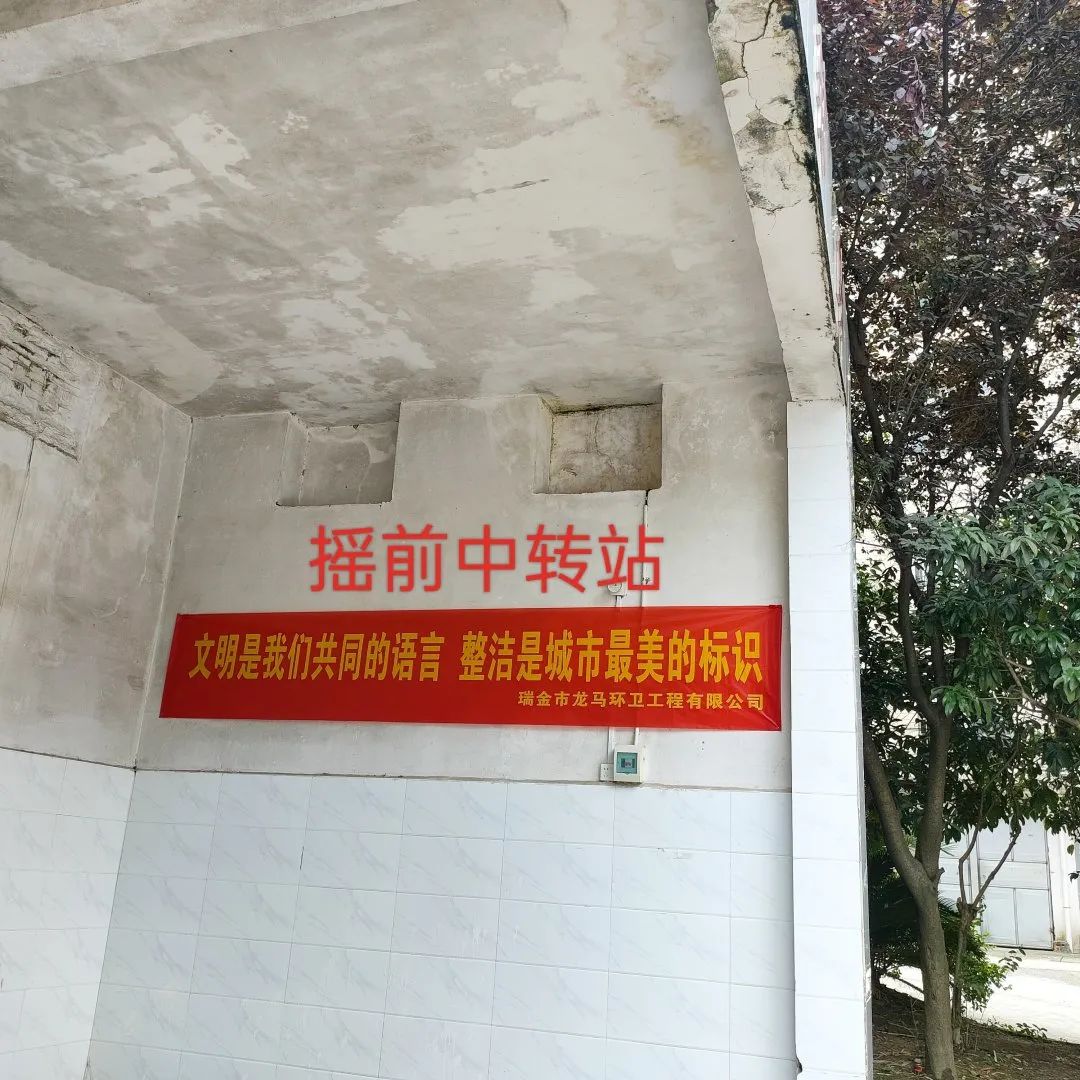 摇前中转站
文明是我们共同的语言 整洁是城市最美的标识
瑞金市龙马环卫工程有限公司